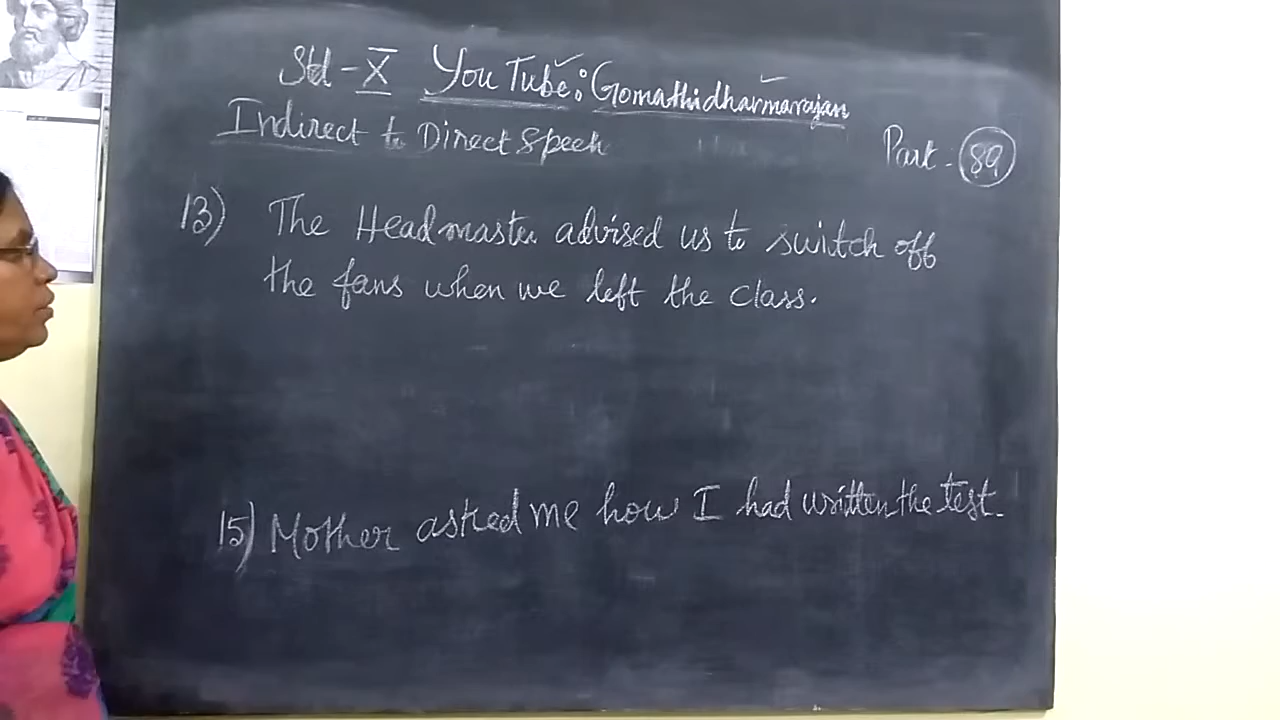 Std - X YouTube: Gomathidharmarajan
Indirect to Direct Speech
Part - 89
13) The Headmaster advised us to switch off
the fans when we left the class.
15) Mother asked me how I had written the test.